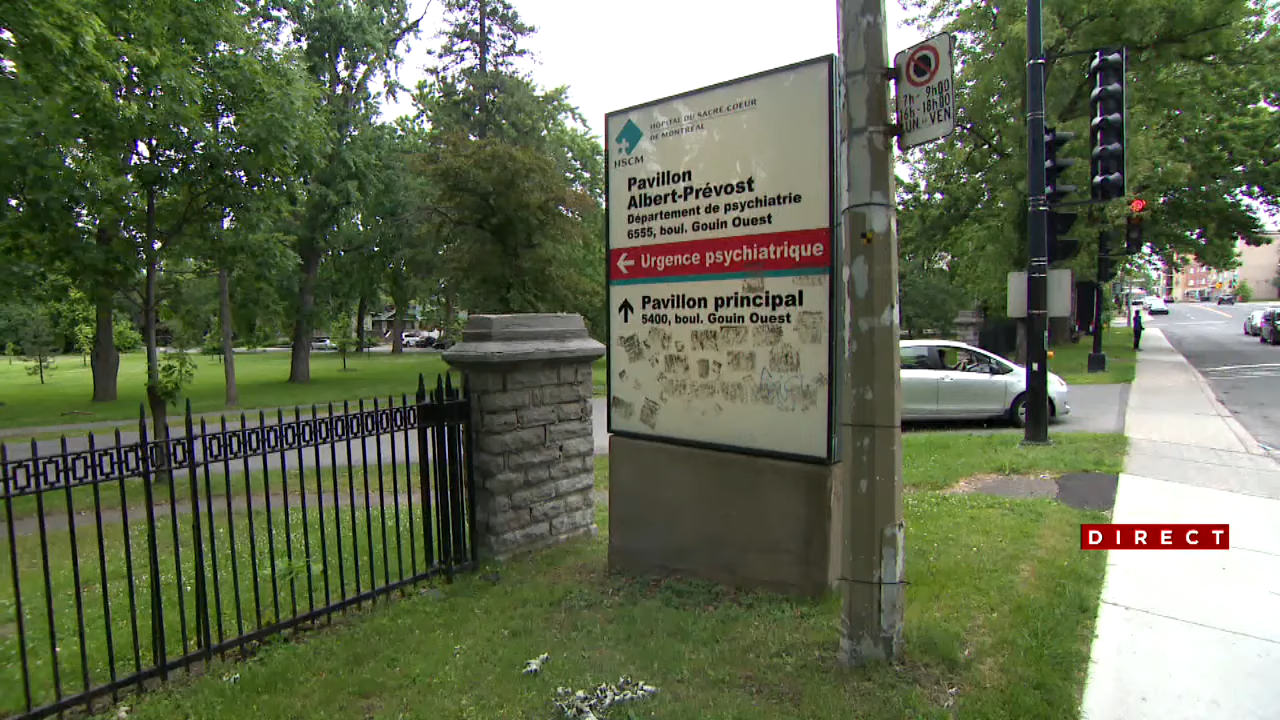 HÔPITAL DU SACRÉ-COEUR
DE MONTRÉAL
HSCM
Pavillon
Albert-Prévost
Département de psychiatrie
6555, boul. Gouin Ouest
Urgence psychiatrique
Pavillon principal
5400, boul. Gouin Ouest
7h - 9h00
16h - 18h00
LUN - VEN
DIRECT